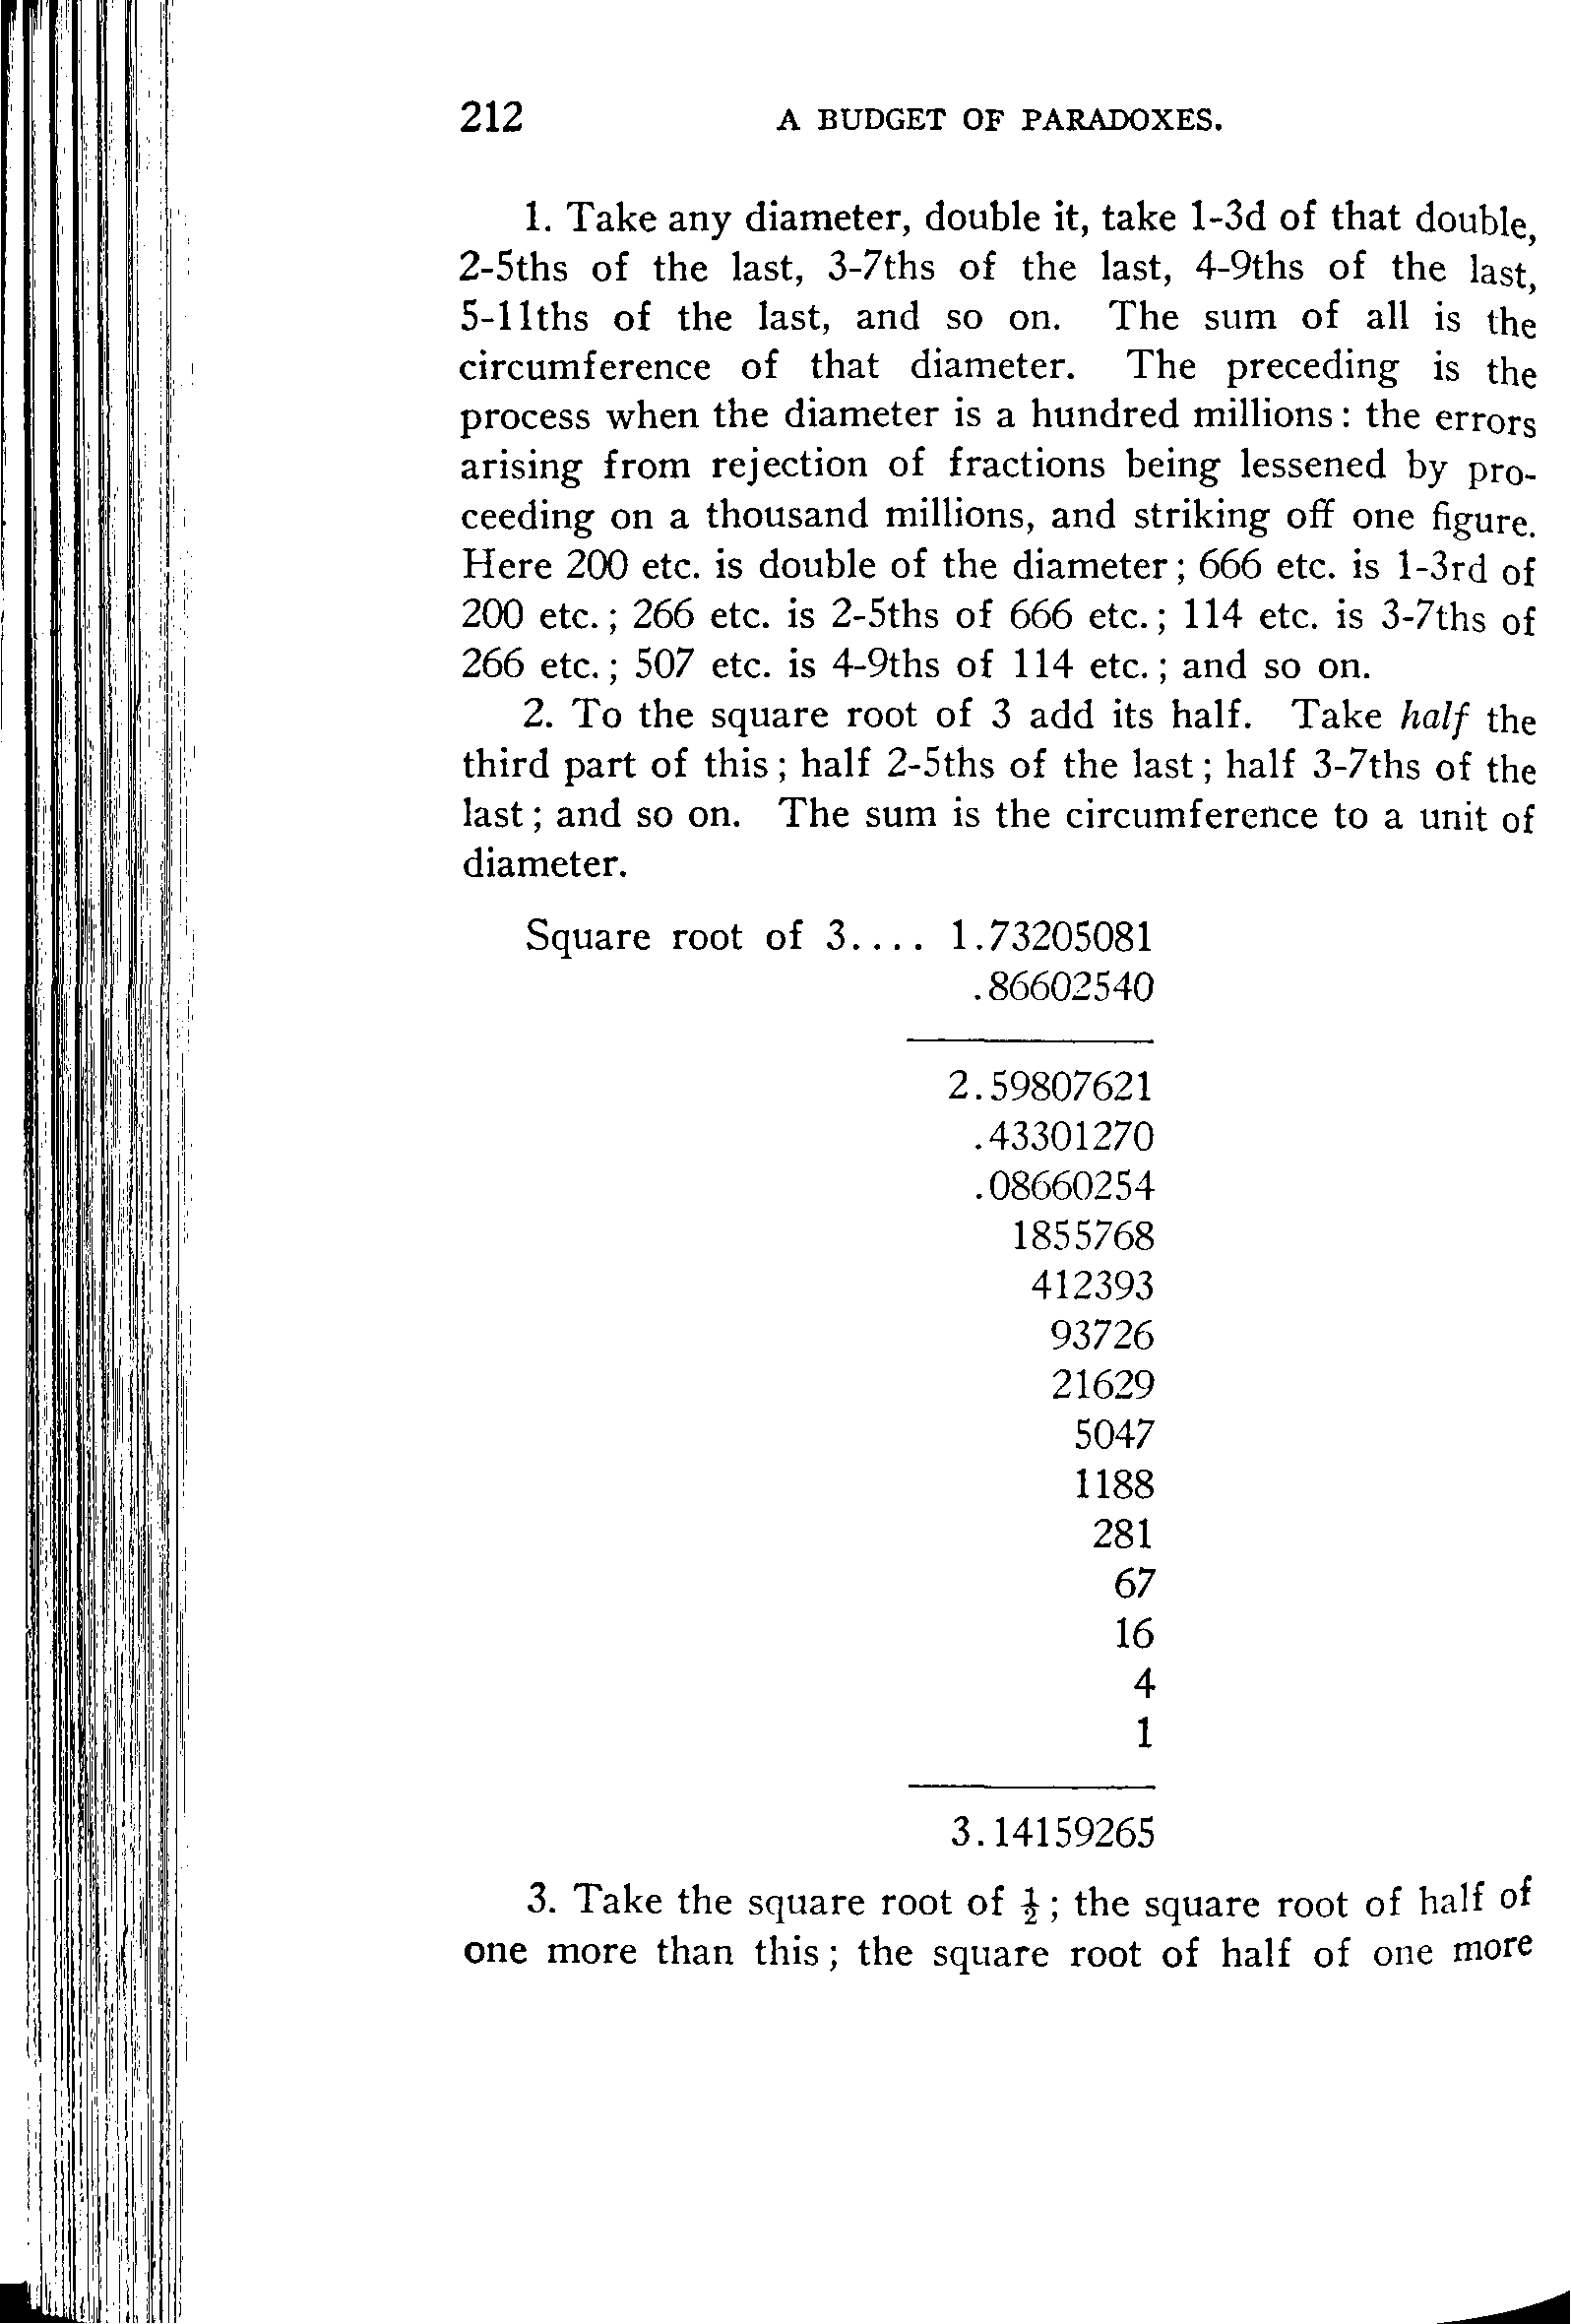 212 A BUDGET OF PARADOXES.
1. Take any diameter, double it, take 1-3d of that double,
2-5ths of the last, 3-7ths of the last, 4-9ths of the last,
5-11ths of the last, and so on. The sum of all is the
circumference of that diameter. The preceding is the
process when the diameter is a hundred millions: the errors
arising from rejection of fractions being lessened by pro-
ceeding on a thousand millions, and striking off one figure.
Here 200 etc. is double of the diameter; 666 etc. is 1-3rd of
200 etc.; 266 etc. is 2-5ths of 666 etc.; 114 etc. is 3-7ths of
266 etc.; 507 etc. is 4-9ths of 114 etc.; and so on.
2. To the square root of 3 add its half. Take half the
third part of this; half 2-5ths of the last; half 3-7ths of the
last; and so on. The sum is the circumference to a unit of
diameter.
Square root of 3.... 1.73205081
.86602540
2.59807621
.43301270
.08660254
1855768
412393
93726
21629
5047
1188
281
67
16
4
1
3.14159265
3. Take the square root of ½; the square root of half of
one more than this; the square root of half of one more